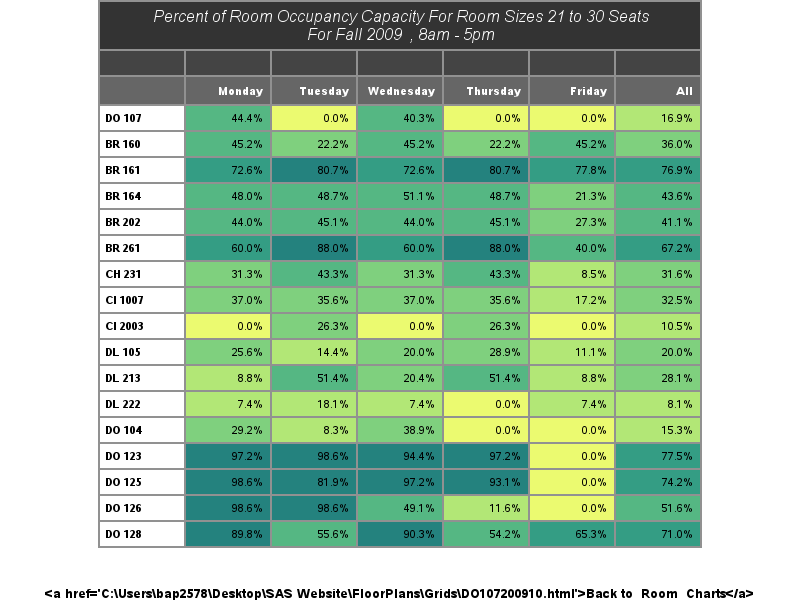 Percent of Room Occupancy Capacity For Room Sizes 21 to 30 Seats
For Fall 2009 , 8am - 5pm
Monday Tuesday Wednesday Thursday Friday All
DO 107 44.4% 0.0% 40.3% 0.0% 0.0% 16.9%
BR 160 45.2% 22.2% 45.2% 22.2% 45.2% 36.0%
BR 161 72.6% 80.7% 72.6% 80.7% 77.8% 76.9%
BR 164 48.0% 48.7% 51.1% 48.7% 21.3% 43.6%
BR 202 44.0% 45.1% 44.0% 45.1% 27.3% 41.1%
BR 261 60.0% 88.0% 60.0% 88.0% 40.0% 67.2%
CH 231 31.3% 43.3% 31.3% 43.3% 8.5% 31.6%
CI 1007 37.0% 35.6% 37.0% 35.6% 17.2% 32.5%
CI 2003 0.0% 26.3% 0.0% 26.3% 0.0% 10.5%
DL 105 25.6% 14.4% 20.0% 28.9% 11.1% 20.0%
DL 213 8.8% 51.4% 20.4% 51.4% 8.8% 28.1%
DL 222 7.4% 18.1% 7.4% 0.0% 7.4% 8.1%
DO 104 29.2% 8.3% 38.9% 0.0% 0.0% 15.3%
DO 123 97.2% 98.6% 94.4% 97.2% 0.0% 77.5%
DO 125 98.6% 81.9% 97.2% 93.1% 0.0% 74.2%
DO 126 98.6% 98.6% 49.1% 11.6% 0.0% 51.6%
DO 128 89.8% 55.6% 90.3% 54.2% 65.3% 71.0%
<a href='C:\Users\bap2578\Desktop\SAS Website\FloorPlans\Grids\DO107200910.html'>Back to Room Charts</a>